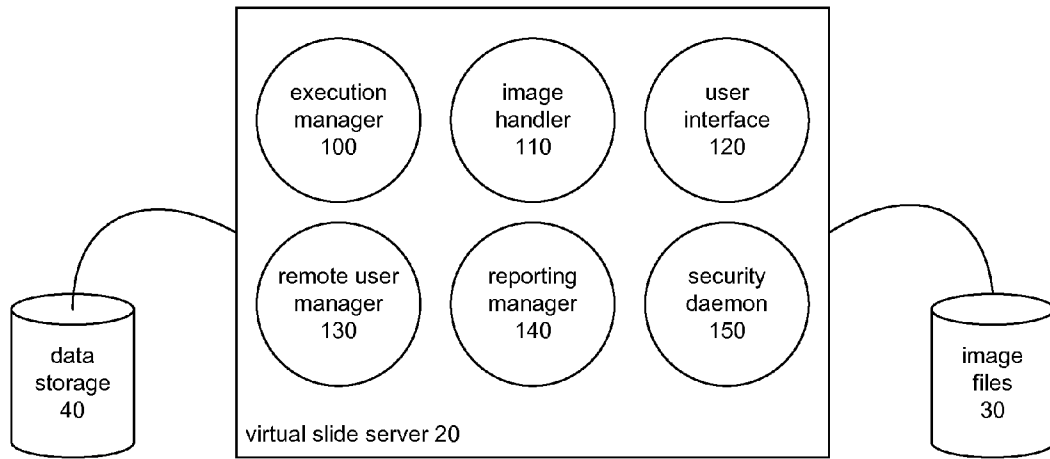 execution
manager
100
image
handler
110
user
interface
120
remote user
manager
130
reporting
manager
140
security
daemon
150
data
storage
40
image
files
30
virtual slide server 20